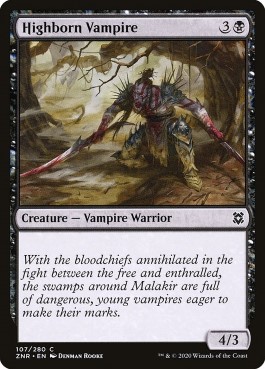 Highborn Vampire 3
Creature — Vampire Warrior
With the bloodchiefs annihilated in the
fight between the free and enthralled,
the swamps around Malakir are full
of dangerous, young vampires eager to
make their marks.
4/3
107/280 C
ZNR • EN DENMAN ROOKE ™ & © 2020 Wizards of the Coast